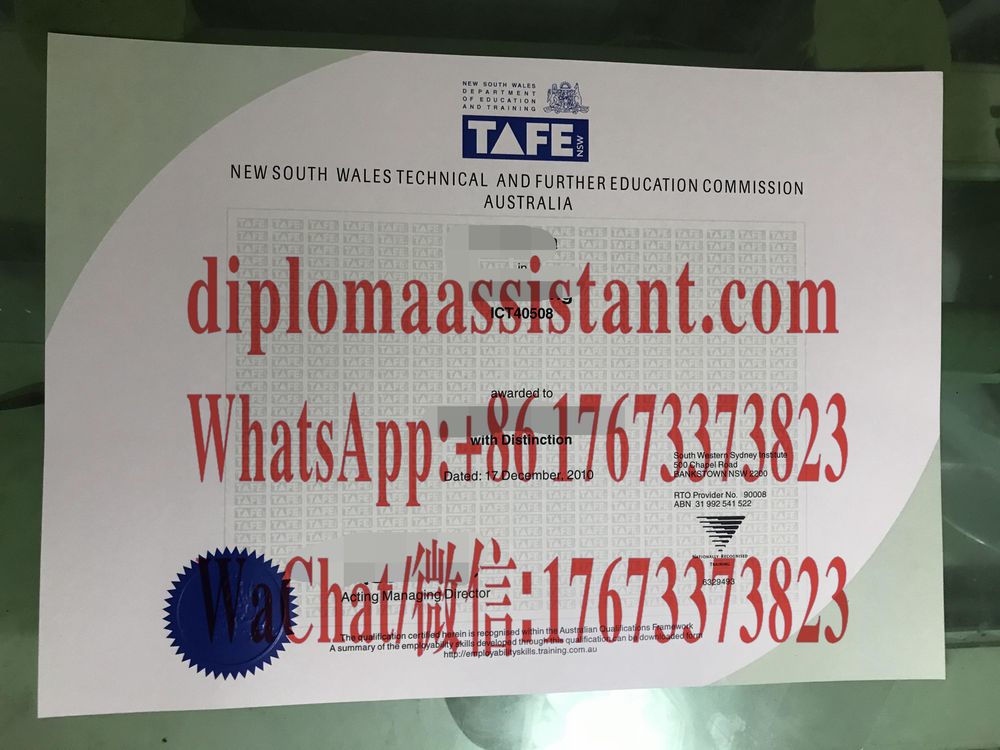 NEW SOUTH WALES
DEPARTMENT
OF EDUCATION
AND TRAINING
TAFE NSW
NEW SOUTH WALES TECHNICAL AND FURTHER EDUCATION COMMISSION
AUSTRALIA
in
diplomaassistant.com
ICT40508
awarded to
WhatsApp:+86 17673373823
with Distinction
Dated: 17 December, 2010
South Western Sydney Institute
500 Chapel Road
BANKSTOWN NSW 2200
RTO Provider No. 90008
ABN 31 992 541 522
NATIONALLY RECOGNISED
TRAINING
6329493
WaChat/微信:17673373823
Acting Managing Director
The qualification certified herein is recognised within the Australian Qualifications Framework
A summary of the employability skills developed through this qualification can be downloaded form
http://employabilityskills.training.com.au